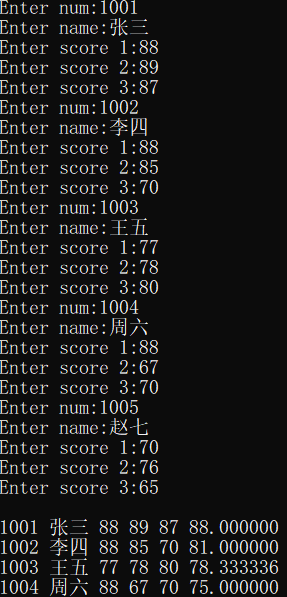 Enter num:1001
Enter name:张三
Enter score 1:88
Enter score 2:89
Enter score 3:87
Enter num:1002
Enter name:李四
Enter score 1:88
Enter score 2:85
Enter score 3:70
Enter num:1003
Enter name:王五
Enter score 1:77
Enter score 2:78
Enter score 3:80
Enter num:1004
Enter name:周六
Enter score 1:88
Enter score 2:67
Enter score 3:70
Enter num:1005
Enter name:赵七
Enter score 1:70
Enter score 2:76
Enter score 3:65

1001 张三 88 89 87 88.000000
1002 李四 88 85 70 81.000000
1003 王五 77 78 80 78.333336
1004 周六 88 67 70 75.000000